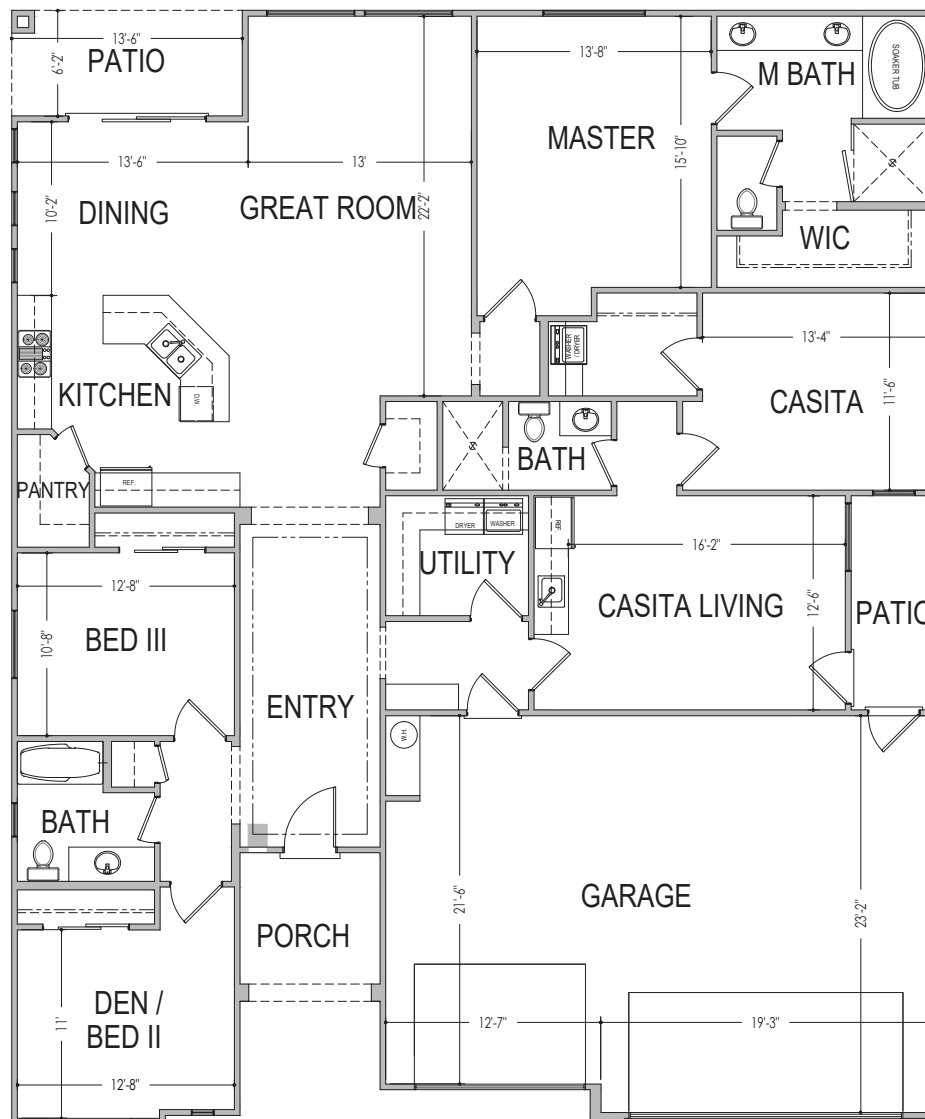 13'-6"
6'-2"
PATIO
13'-8"
M BATH
SOAKER TUB
MASTER
15'-10"
13'-6"
13'
10'-2"
DINING
GREAT ROOM
22'-2"
WIC
WASHER / DRYER
13'-4"
CASITA
11'-6"
KITCHEN
D/W
BATH
PANTRY
REF.
DRYER
WASHER
REF.
UTILITY
16'-2"
CASITA LIVING
12'-6"
PATIO
12'-8"
BED III
10'-8"
ENTRY
W.H.
BATH
GARAGE
21'-6"
23'-2"
PORCH
DEN /
BED II
11'
12'-7"
19'-3"
12'-8"